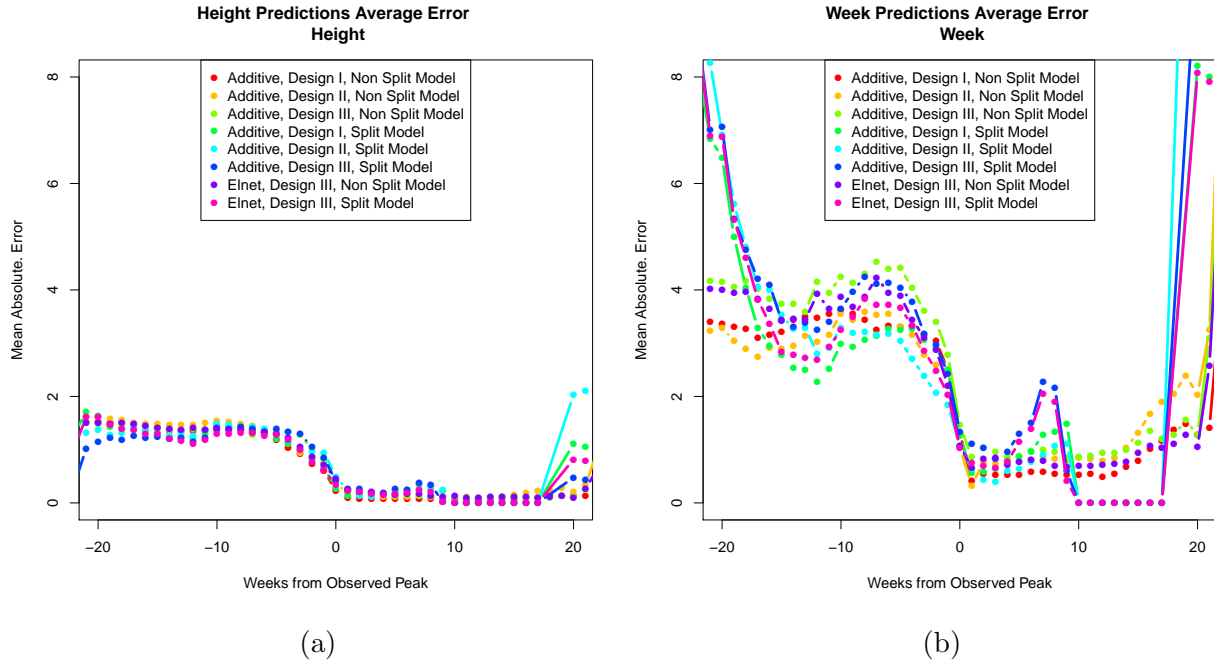 Height Predictions Average Error
Height
Additive, Design I, Non Split Model
Additive, Design II, Non Split Model
Additive, Design III, Non Split Model
Additive, Design I, Split Model
Additive, Design II, Split Model
Additive, Design III, Split Model
Elnet, Design III, Non Split Model
Elnet, Design III, Split Model
Mean Absolute. Error
8
6
4
2
0
−20 −10 0 10 20
Weeks from Observed Peak
(a)
Week Predictions Average Error
Week
Additive, Design I, Non Split Model
Additive, Design II, Non Split Model
Additive, Design III, Non Split Model
Additive, Design I, Split Model
Additive, Design II, Split Model
Additive, Design III, Split Model
Elnet, Design III, Non Split Model
Elnet, Design III, Split Model
Mean Absolute. Error
8
6
4
2
0
−20 −10 0 10 20
Weeks from Observed Peak
(b)